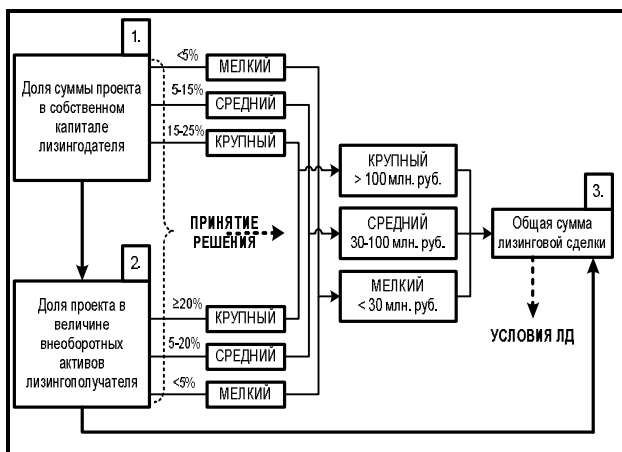 1.
Доля суммы проекта
в собственном
капитале
лизингодателя
<5%
МЕЛКИЙ
5-15%
СРЕДНИЙ
15-25%
КРУПНЫЙ
ПРИНЯТИЕ
РЕШЕНИЯ
КРУПНЫЙ
> 100 млн. руб.
СРЕДНИЙ
30-100 млн. руб.
МЕЛКИЙ
< 30 млн. руб.
3.
Общая сумма
лизинговой сделки
УСЛОВИЯ ЛД
2.
Доля проекта в
величине
внеоборотных
активов
лизингополучателя
≥20%
КРУПНЫЙ
5-20%
СРЕДНИЙ
<5%
МЕЛКИЙ